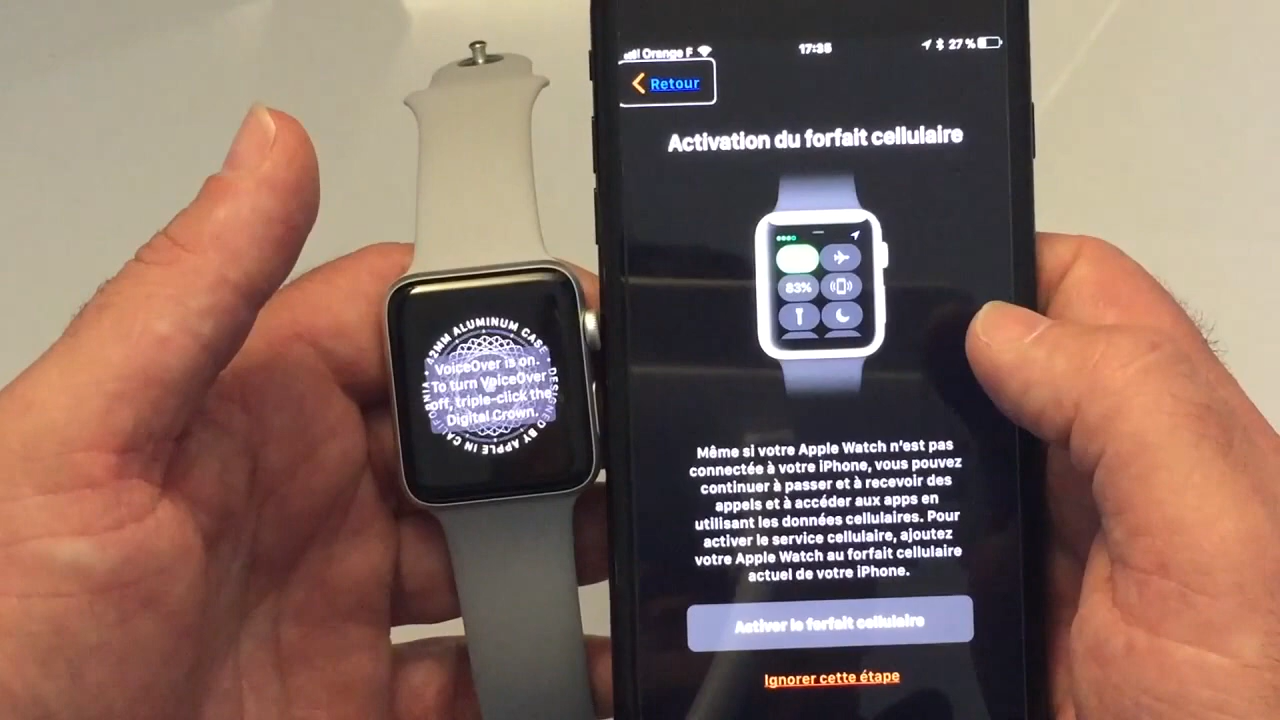 42MM ALUMINUM CASE
DESIGNED BY APPLE IN CALIFORNIA
VoiceOver is on.
To turn VoiceOver
off, triple-click the
Digital Crown.
Orange F
17:35
27 %
Retour
Activation du forfait cellulaire
83%
Même si votre Apple Watch n'est pas
connectée à votre iPhone, vous pouvez
continuer à passer et à recevoir des
appels et à accéder aux apps en
utilisant les données cellulaires. Pour
activer le service cellulaire, ajoutez
votre Apple Watch au forfait cellulaire
actuel de votre iPhone.
Activer le forfait cellulaire
Ignorer cette étape